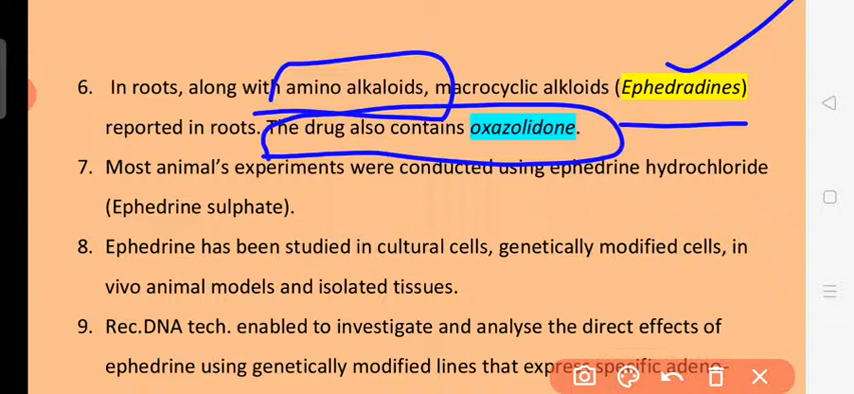 6. In roots, along with amino alkaloids, macrocyclic alkloids (Ephedradines)
reported in roots. The drug also contains oxazolidone.
7. Most animal’s experiments were conducted using ephedrine hydrochloride
(Ephedrine sulphate).
8. Ephedrine has been studied in cultural cells, genetically modified cells, in
vivo animal models and isolated tissues.
9. Rec.DNA tech. enabled to investigate and analyse the direct effects of
ephedrine using genetically modified lines that express specific adeno-